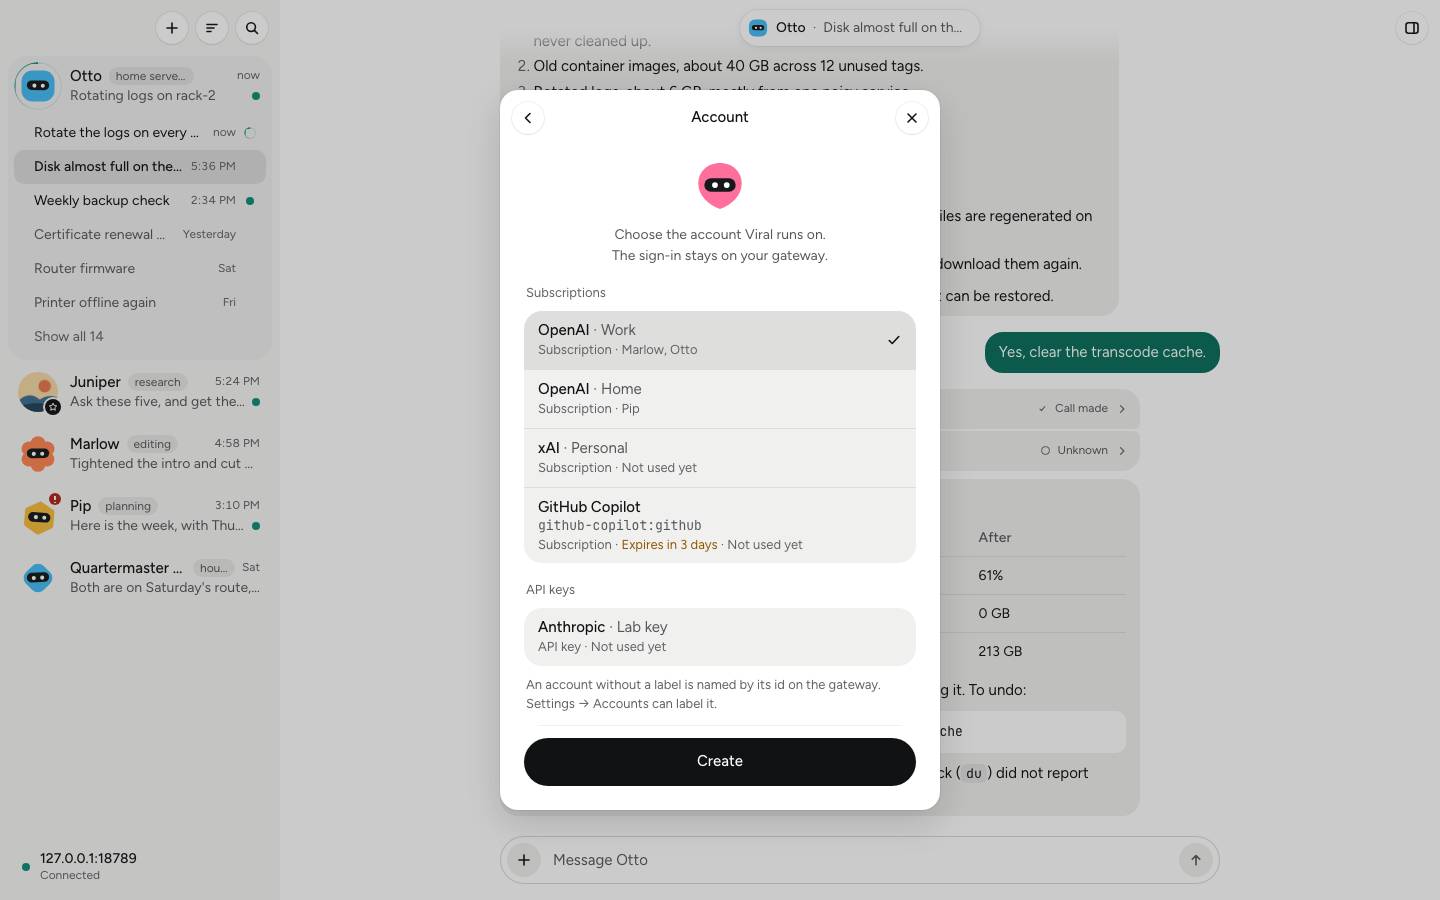 Otto home serve... now
Rotating logs on rack-2
Rotate the logs on every ... now
Disk almost full on the... 5:36 PM
Weekly backup check 2:34 PM
Certificate renewal ... Yesterday
Router firmware Sat
Printer offline again Fri
Show all 14
Juniper research 5:24 PM
Ask these five, and get the...
Marlow editing 4:58 PM
Tightened the intro and cut ...
Pip planning 3:10 PM
Here is the week, with Thu...
Quartermaster ... hou... Sat
Both are on Saturday's route,...
127.0.0.1:18789
Connected
Otto · Disk almost full on th...
never cleaned up.
2. Old container images, about 40 GB across 12 unused tags.
Account
Choose the account Viral runs on.
The sign-in stays on your gateway.
Subscriptions
OpenAI · Work
Subscription · Marlow, Otto
OpenAI · Home
Subscription · Pip
xAI · Personal
Subscription · Not used yet
GitHub Copilot
github-copilot:github
Subscription · Expires in 3 days · Not used yet
API keys
Anthropic · Lab key
API key · Not used yet
An account without a label is named by its id on the gateway.
Settings → Accounts can label it.
Create
are regenerated on
download them again.
can be restored.
Yes, clear the transcode cache.
Call made
Unknown
After
61%
0 GB
213 GB
it. To undo:
(du) did not report
Message Otto